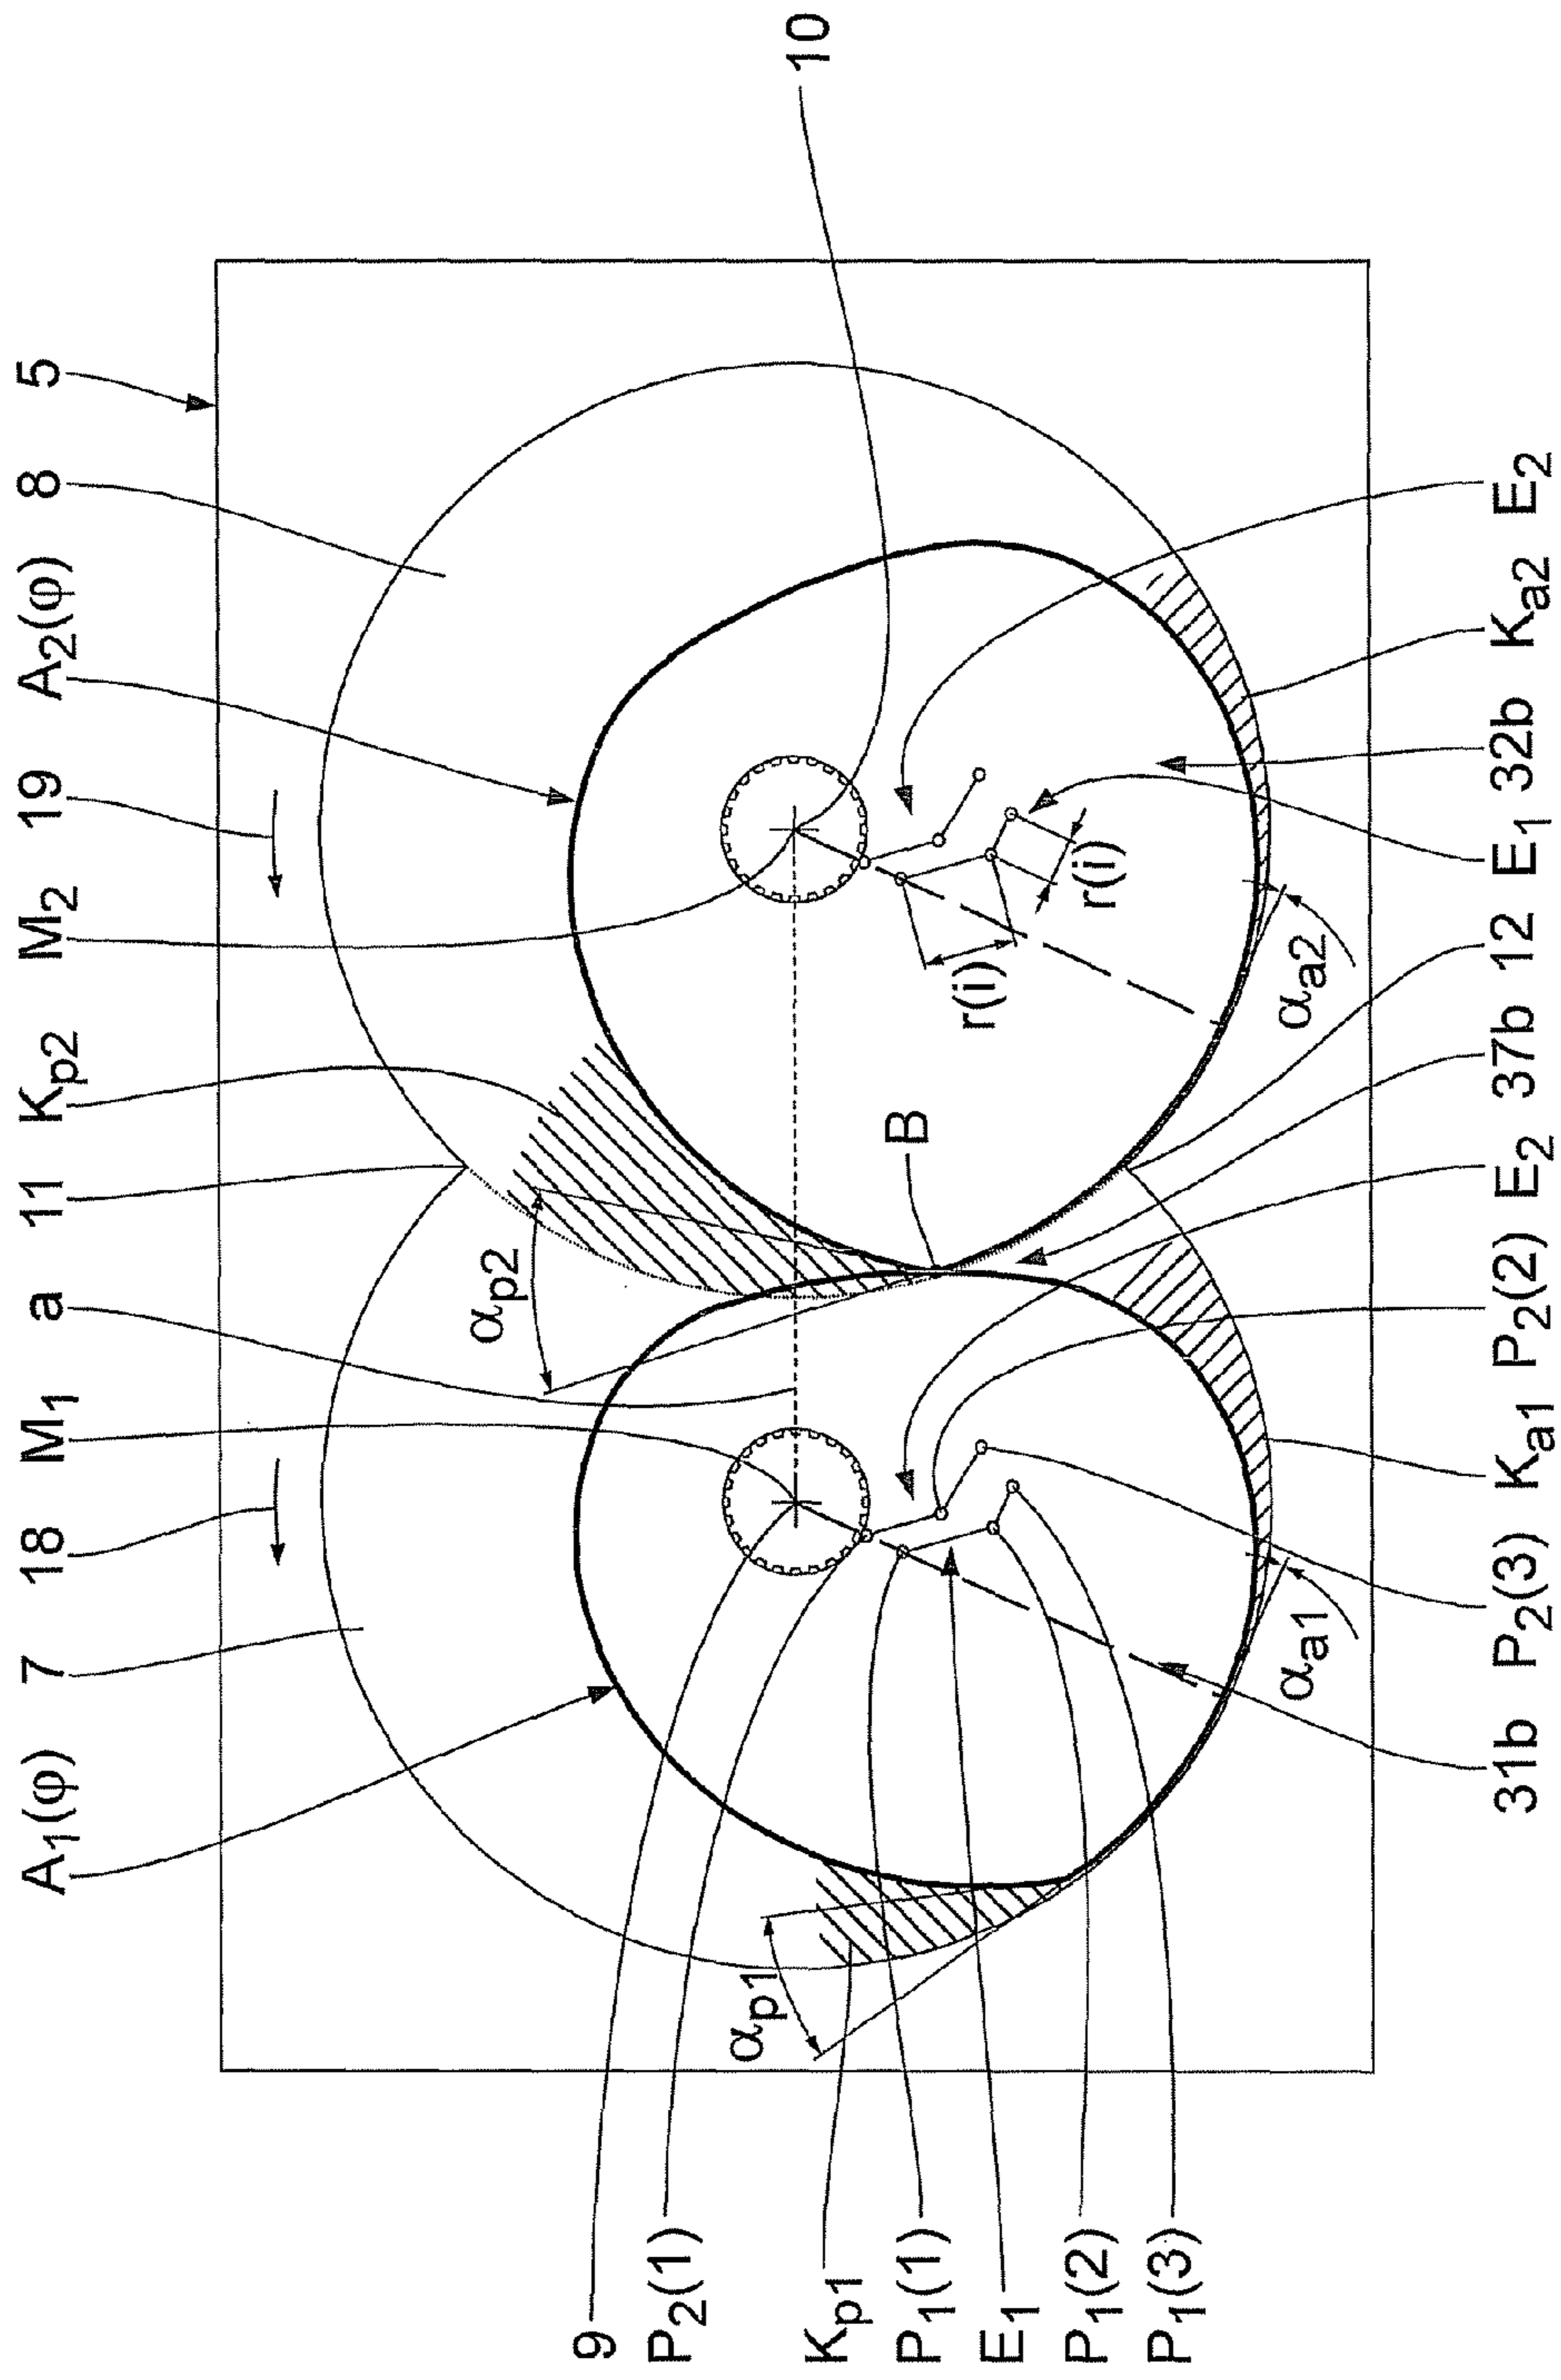 A₁(φ) 7 18 M₁ a 11 Kₚ₂ M₂ 19 A₂(φ) 8 5
αₚ₂
9
P₂(1)
αₚ₁
10
Kₚ₁
B
P₁(1)
r(i)
E₁
P₁(2)
r(i)
P₁(3)
αₐ₁
αₐ₂
31b P₂(3) Kₐ₁ P₂(2) E₂ 37b 12 E₁ 32b Kₐ₂ E₂